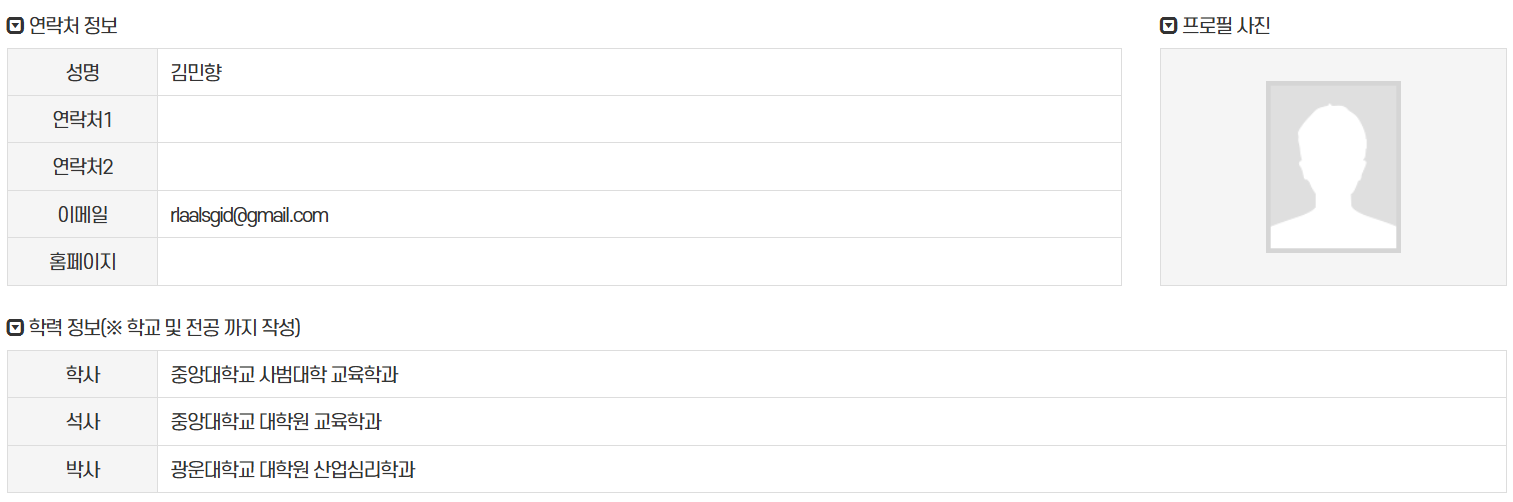 연락처 정보
프로필 사진
성명 김민향
연락처1
연락처2
이메일 rlaalsgid@gmail.com
홈페이지
학력 정보(※ 학교 및 전공 까지 작성)
학사 중앙대학교 사범대학 교육학과
석사 중앙대학교 대학원 교육학과
박사 광운대학교 대학원 산업심리학과